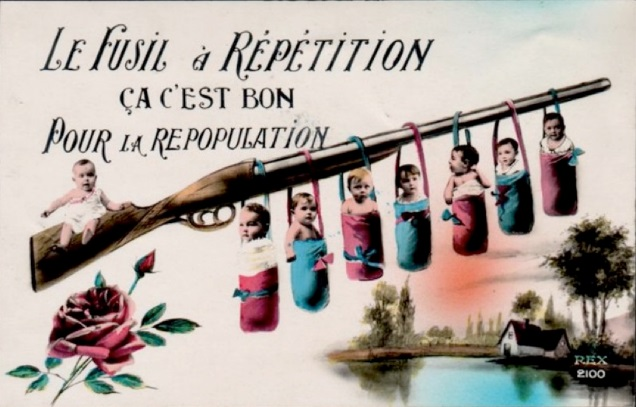 LE FUSIL à RÉPÉTITION
ÇA C'EST BON
POUR LA REPOPULATION
REX
2100